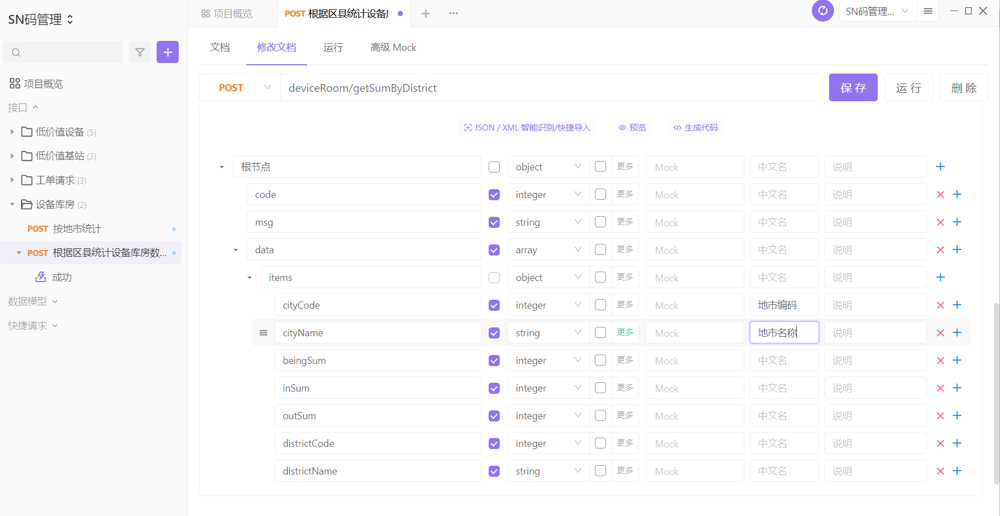 SN码管理
项目概览
POST 根据区县统计设备库
SN码管理...
文档
修改文档
运行
高级 Mock
项目概览
POST
deviceRoom/getSumByDistrict
保 存
运 行
删 除
接口
JSON / XML 智能识别/快捷导入
预览
生成代码
低价值设备 (5)
低价值基站 (3)
工单请求 (3)
设备库房 (2)
POST 按地市统计
POST 根据区县统计设备库房数...
成功
数据模型
快捷请求
根节点 object 更多 Mock 中文名 说明
code integer 更多 Mock 中文名 说明
msg string 更多 Mock 中文名 说明
data array 更多 Mock 中文名 说明
items object 更多 Mock 中文名 说明
cityCode integer 更多 Mock 地市编码 说明
cityName string 更多 Mock 地市名称 说明
beingSum integer 更多 Mock 中文名 说明
inSum integer 更多 Mock 中文名 说明
outSum integer 更多 Mock 中文名 说明
districtCode integer 更多 Mock 中文名 说明
districtName string 更多 Mock 中文名 说明